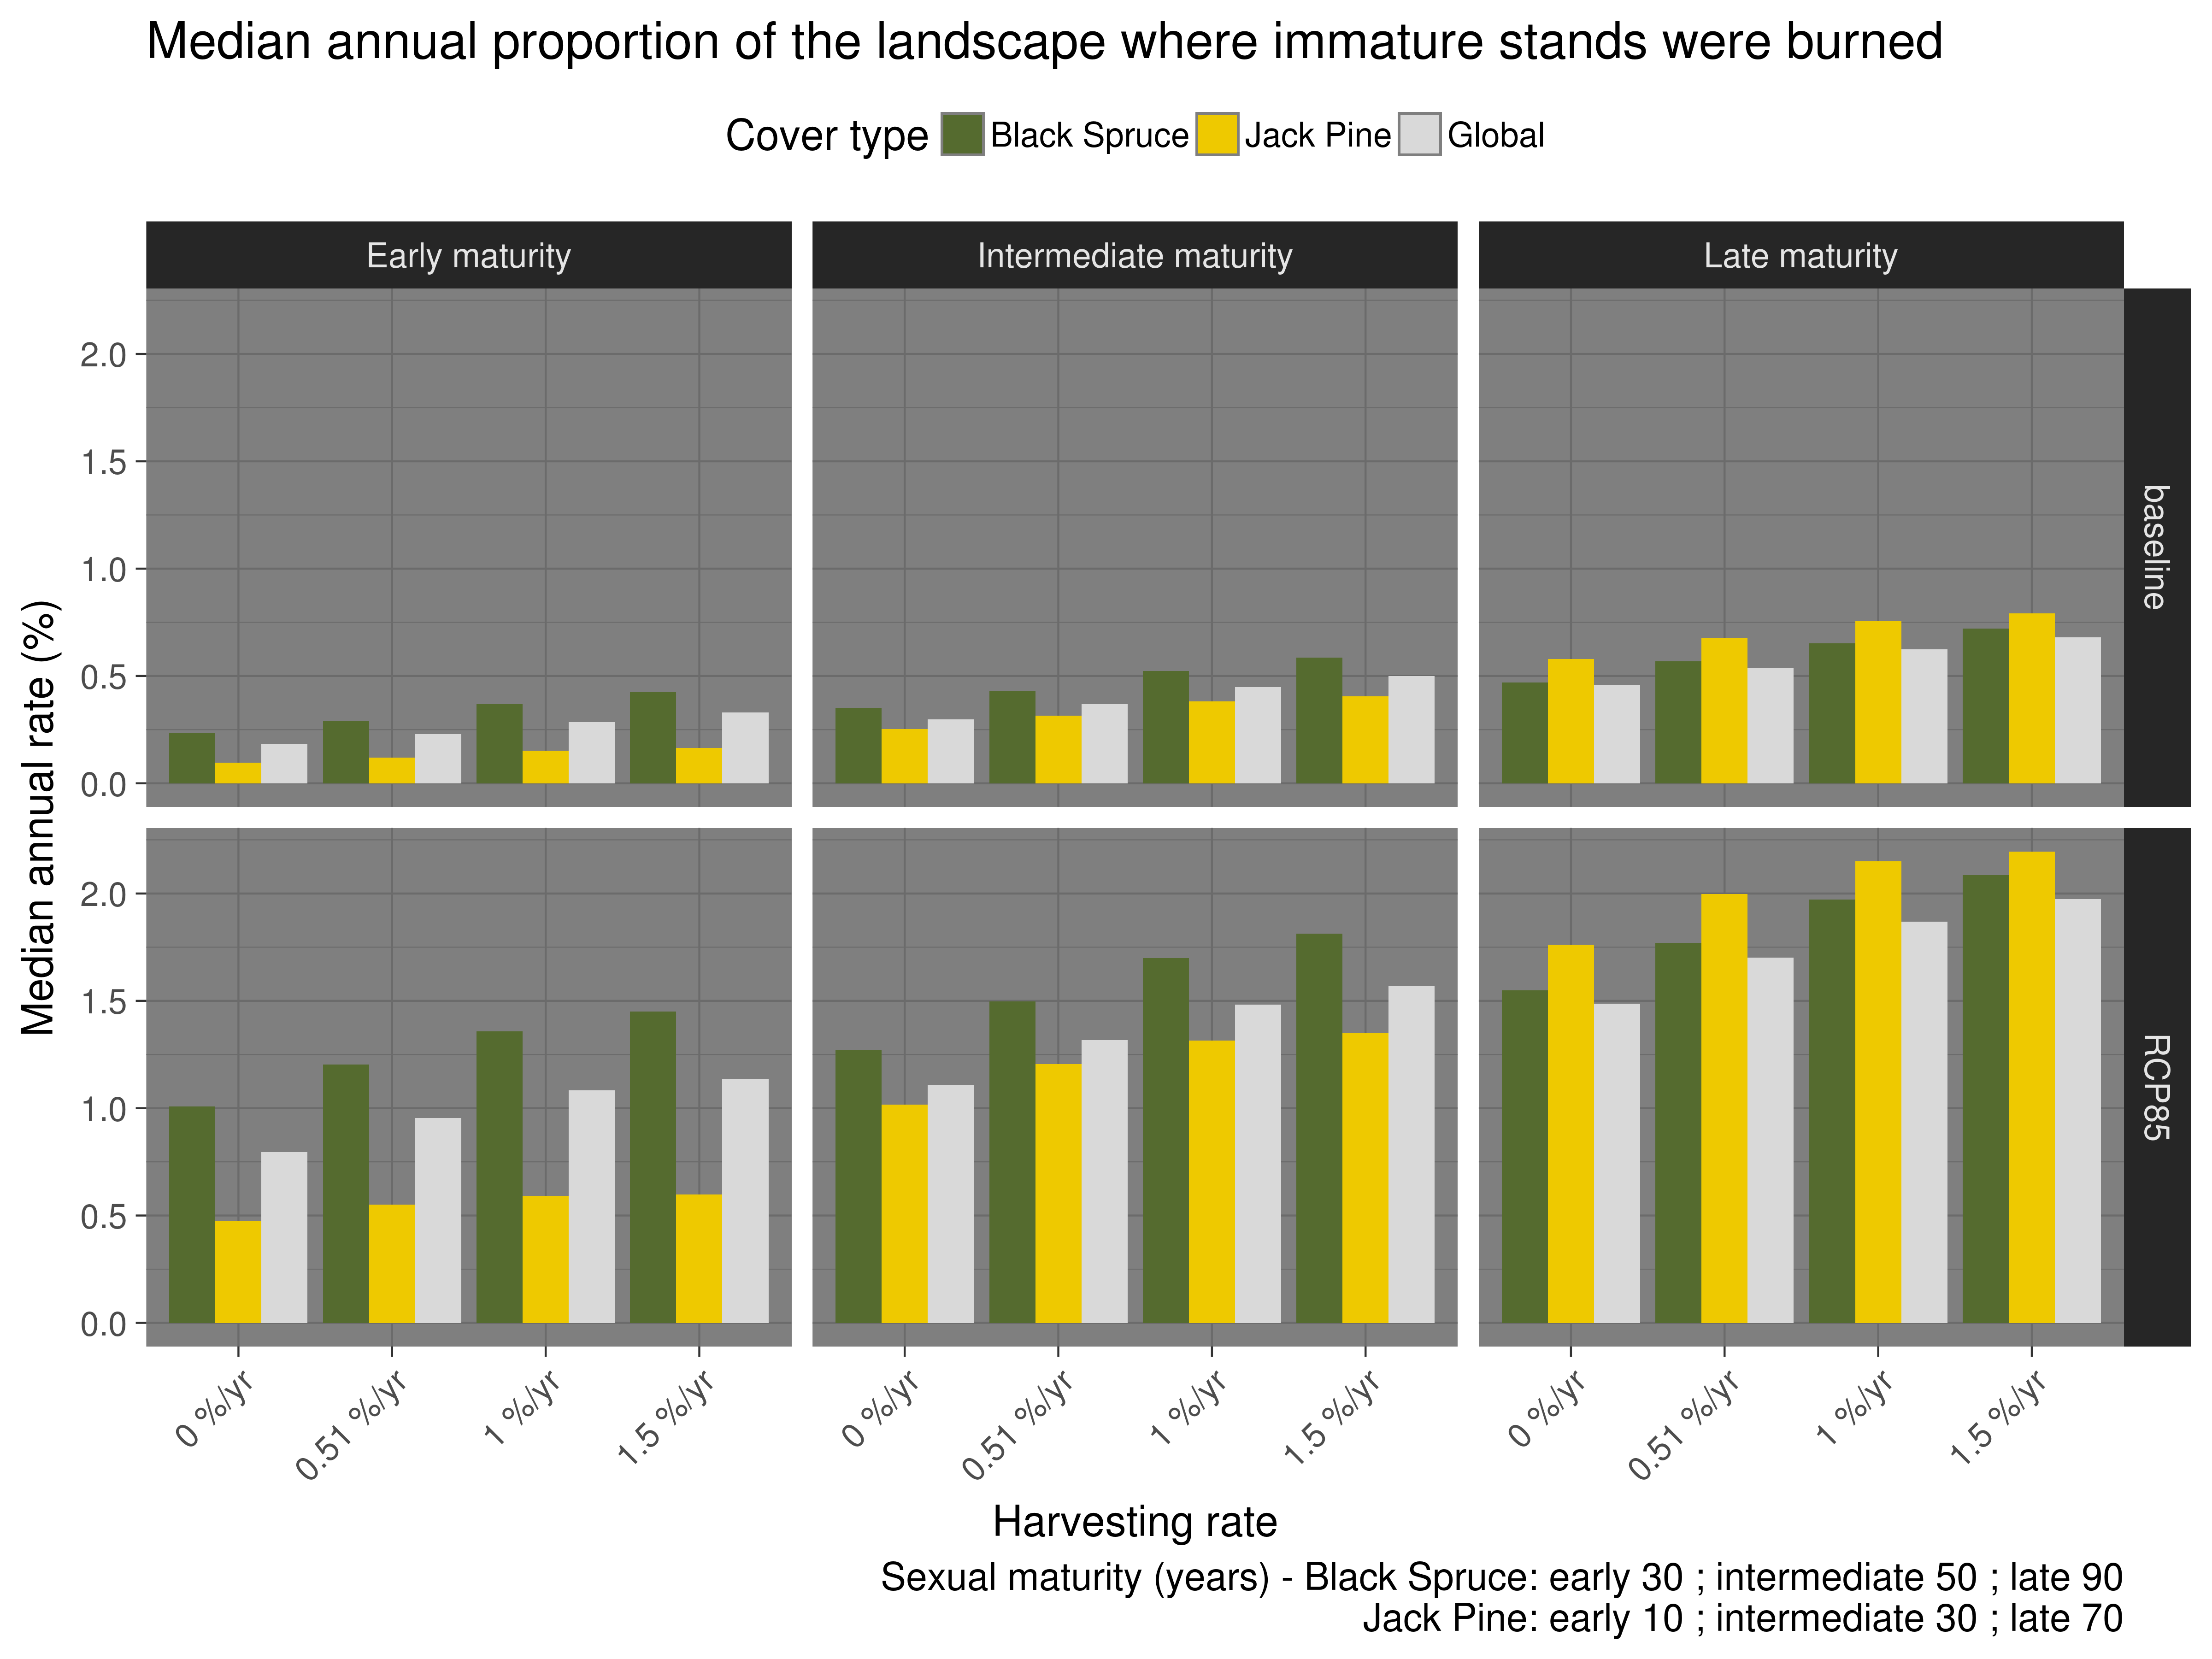 Median annual proportion of the landscape where immature stands were burned
Cover type Black Spruce Jack Pine Global
Early maturity Intermediate maturity Late maturity
baseline
2.0
1.5
1.0
0.5
0.0
RCP85
2.0
1.5
1.0
0.5
0.0
Median annual rate (%)
0 %/yr 0.51 %/yr 1 %/yr 1.5 %/yr 0 %/yr 0.51 %/yr 1 %/yr 1.5 %/yr 0 %/yr 0.51 %/yr 1 %/yr 1.5 %/yr
Harvesting rate
Sexual maturity (years) - Black Spruce: early 30 ; intermediate 50 ; late 90
Jack Pine: early 10 ; intermediate 30 ; late 70